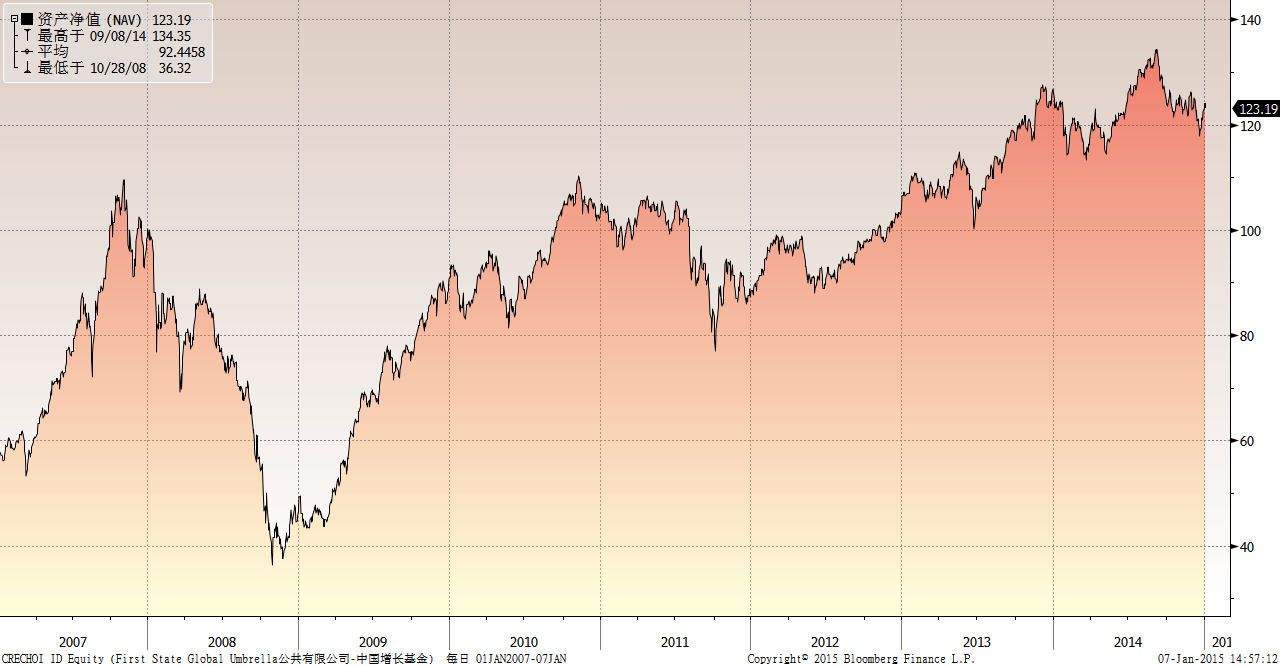 资产净值 (NAV) 123.19
最高于 09/08/14 134.35
平均 92.4458
最低于 10/28/08 36.32
140
123.19
120
100
80
60
40
2007 2008 2009 2010 2011 2012 2013 2014 201
CRECHOI ID Equity (First State Global Umbrella公共有限公司-中国增长基金) 每日 01JAN2007-07JAN Copyright© 2015 Bloomberg Finance L.P. 07-Jan-2015 14:57:12